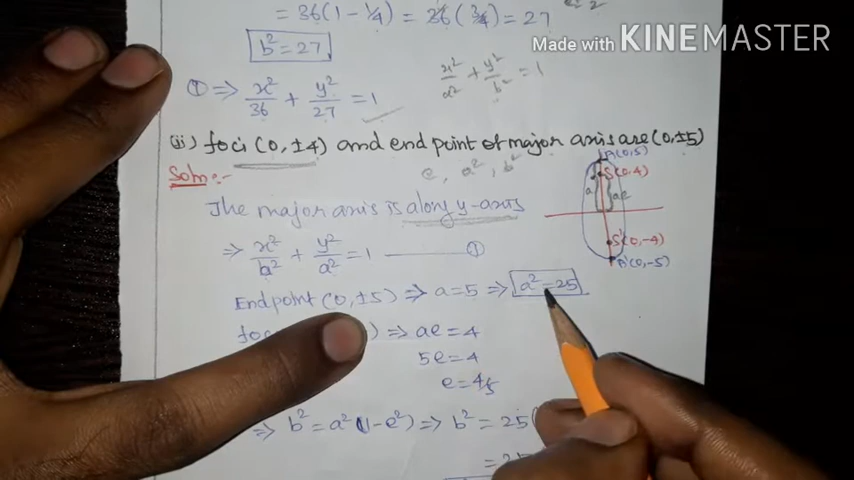 = 36(1 - 1/4) = 36(3/4) = 27
Made with KINEMASTER
b² = 27
① ⇒ x²/36 + y²/27 = 1
x²/a² + y²/b² = 1
(ii) foci (0, ±4) and end point of major axis are (0, ±5)
Soln:-
e, a², b²
A(0,5)
S(0,4)
a
ae
S'(0,-4)
A'(0,-5)
The major axis is along y-axis
⇒ x²/b² + y²/a² = 1 ——— ①
Endpoint (0, ±5) ⇒ a = 5 ⇒ a² = 25
) ⇒ ae = 4
5e = 4
e = 4/5
⇒ b² = a²(1 - e²) ⇒ b² = 25(